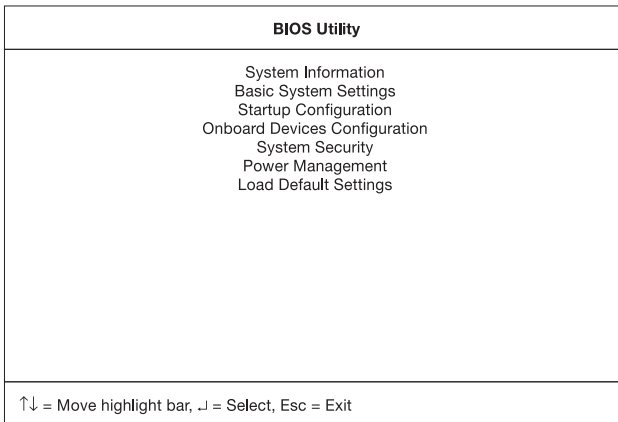 BIOS Utility
System Information
Basic System Settings
Startup Configuration
Onboard Devices Configuration
System Security
Power Management
Load Default Settings
↑↓ = Move highlight bar, ↵ = Select, Esc = Exit